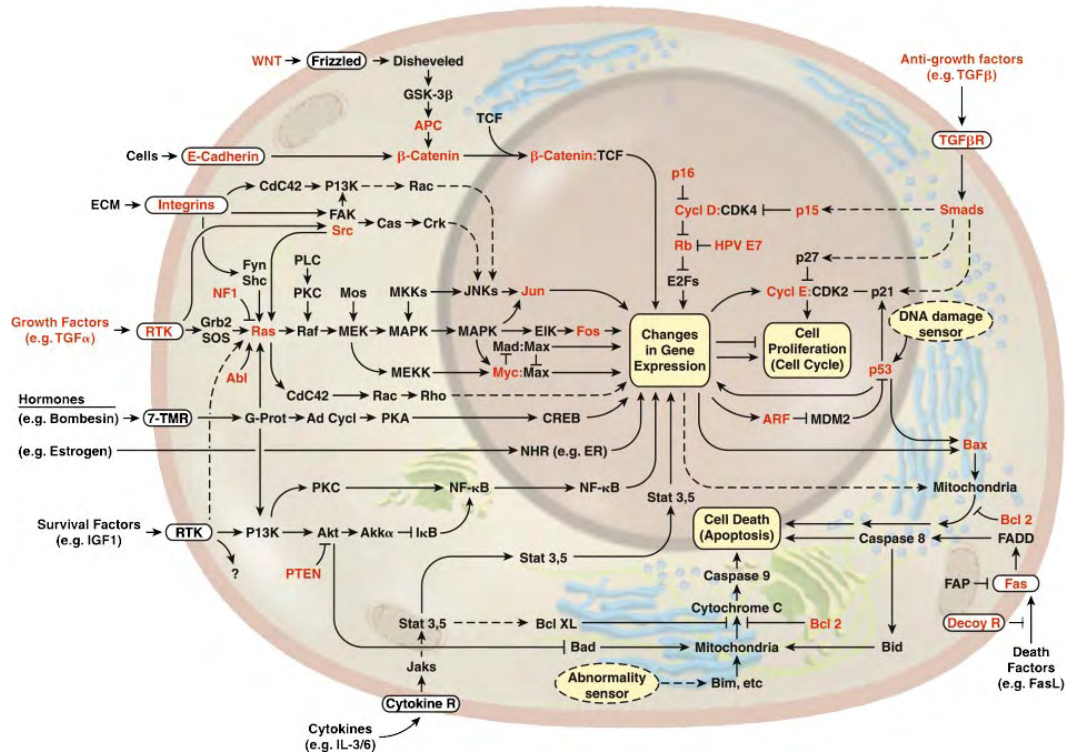 WNT
Frizzled
Disheveled
GSK-3β
APC
TCF
Cells
E-Cadherin
β-Catenin
β-Catenin:TCF
Anti-growth factors
(e.g. TGFβ)
TGFβR
p16
Cycl D:CDK4
p15
Smads
Rb
HPV E7
E2Fs
p27
Cycl E:CDK2
p21
DNA damage
sensor
CdC42
P13K
Rac
ECM
Integrins
FAK
Src
Cas
Crk
Fyn
Shc
PLC
PKC
NF1
Mos
MKKs
JNKs
Jun
Growth Factors
(e.g. TGFα)
RTK
Grb2
SOS
Ras
Raf
MEK
MAPK
MAPK
ElK
Fos
Mad:Max
Abl
MEKK
Myc:Max
Changes
in Gene
Expression
Cell
Proliferation
(Cell Cycle)
p53
CdC42
Rac
Rho
Hormones
(e.g. Bombesin)
7-TMR
G-Prot
Ad Cycl
PKA
CREB
ARF
MDM2
(e.g. Estrogen)
NHR (e.g. ER)
Bax
PKC
NF-κB
NF-κB
Stat 3,5
Mitochondria
Survival Factors
(e.g. IGF1)
RTK
P13K
Akt
Akkα
IκB
Cell Death
(Apoptosis)
Bcl 2
Caspase 8
FADD
?
PTEN
Stat 3,5
Caspase 9
FAP
Fas
Cytochrome C
Stat 3,5
Bcl XL
Bcl 2
Decoy R
Bad
Mitochondria
Bid
Death
Factors
(e.g. FasL)
Jaks
Abnormality
sensor
Bim, etc
Cytokine R
Cytokines
(e.g. IL-3/6)